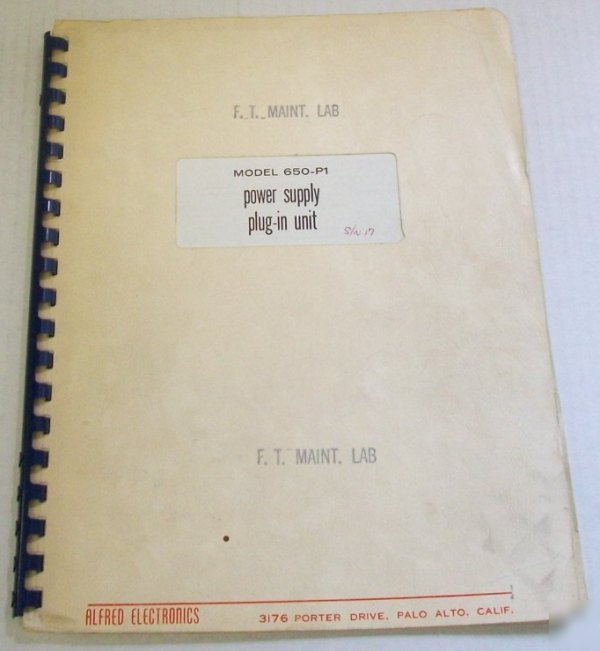 F. T. MAINT. LAB
MODEL 650-P1
power supply
plug-in unit
S/N 17
F. T. MAINT. LAB
ALFRED ELECTRONICS 3176 PORTER DRIVE, PALO ALTO, CALIF.